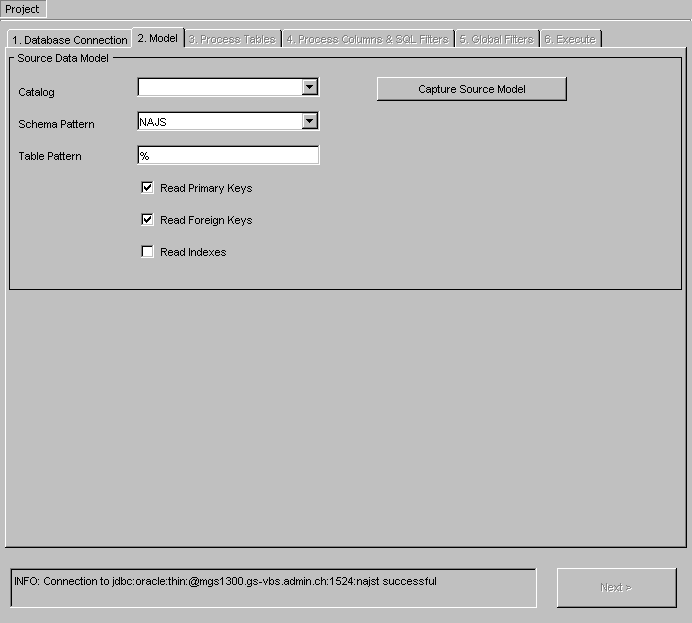 Project
1. Database Connection
2. Model
3. Process Tables
4. Process Columns & SQL Filters
5. Global Filters
6. Execute
Source Data Model
Catalog
Capture Source Model
Schema Pattern
NAJS
Table Pattern
%
Read Primary Keys
Read Foreign Keys
Read Indexes
INFO: Connection to jdbc:oracle:thin:@mgs1300.gs-vbs.admin.ch:1524:najst successful
Next >